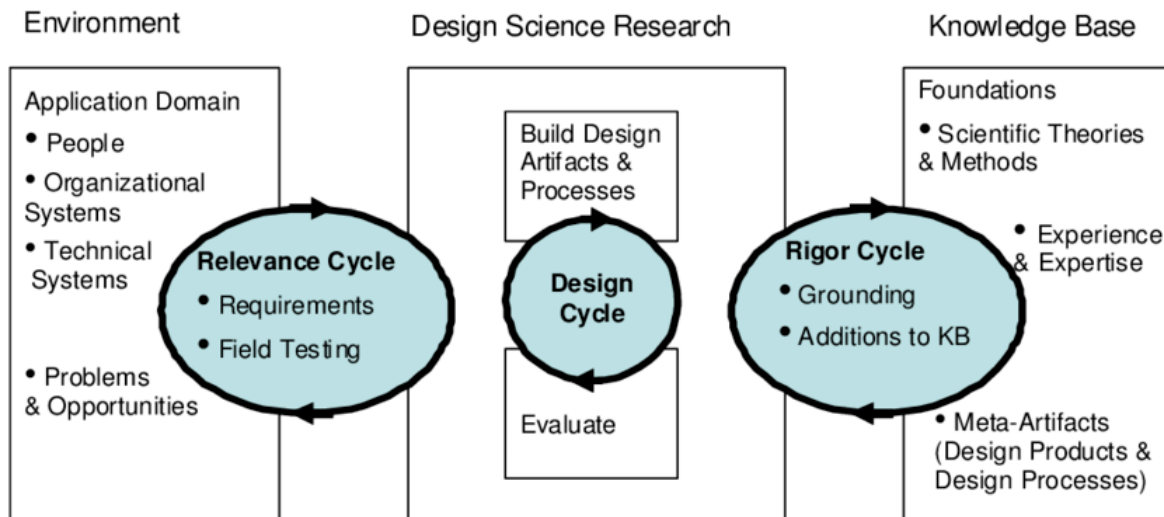 Environment
Design Science Research
Knowledge Base
Application Domain
• People
• Organizational
Systems
• Technical
Systems
• Problems
& Opportunities
Relevance Cycle
• Requirements
• Field Testing
Build Design
Artifacts &
Processes
Design
Cycle
Evaluate
Rigor Cycle
• Grounding
• Additions to KB
Foundations
• Scientific Theories
& Methods
• Experience
& Expertise
• Meta-Artifacts
(Design Products &
Design Processes)